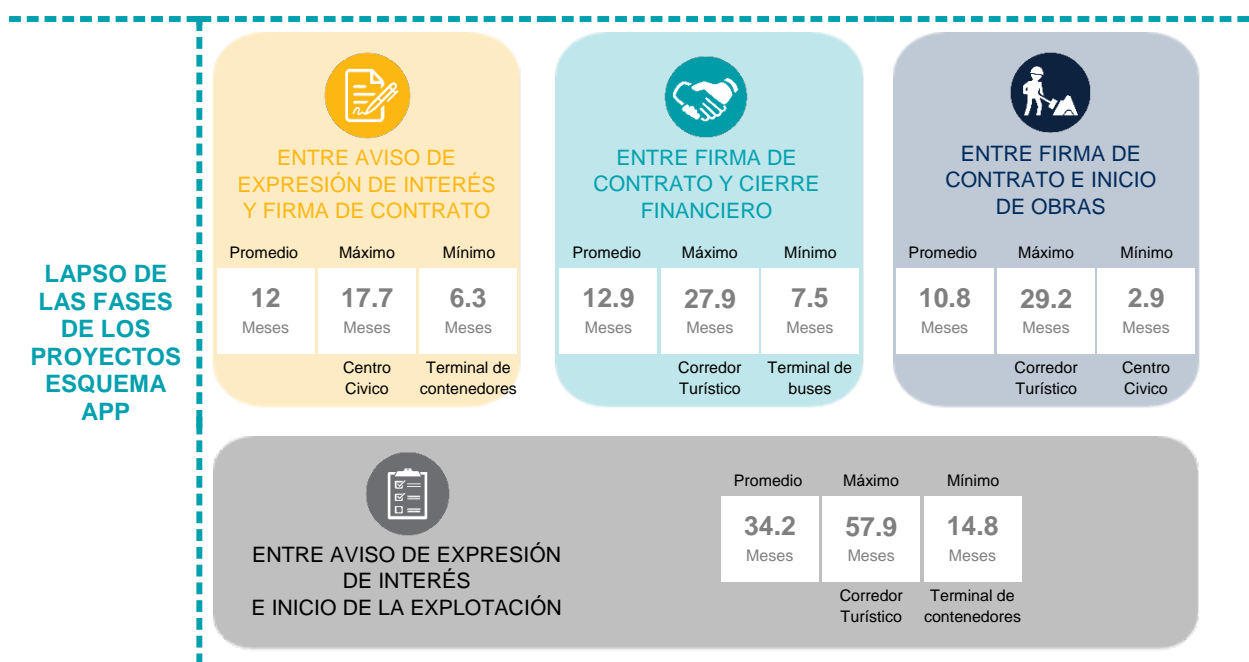 LAPSO DE
LAS FASES
DE LOS
PROYECTOS
ESQUEMA
APP
ENTRE AVISO DE
EXPRESIÓN DE INTERÉS
Y FIRMA DE CONTRATO
Promedio Máximo Mínimo
12 17.7 6.3
Meses Meses Meses
Centro Terminal de
Civico contenedores
ENTRE FIRMA DE
CONTRATO Y CIERRE
FINANCIERO
Promedio Máximo Mínimo
12.9 27.9 7.5
Meses Meses Meses
Corredor Terminal de
Turístico buses
ENTRE FIRMA DE
CONTRATO E INICIO
DE OBRAS
Promedio Máximo Mínimo
10.8 29.2 2.9
Meses Meses Meses
Corredor Centro
Turístico Civico
ENTRE AVISO DE EXPRESIÓN
DE INTERÉS
E INICIO DE LA EXPLOTACIÓN
Promedio Máximo Mínimo
34.2 57.9 14.8
Meses Meses Meses
Corredor Terminal de
Turístico contenedores